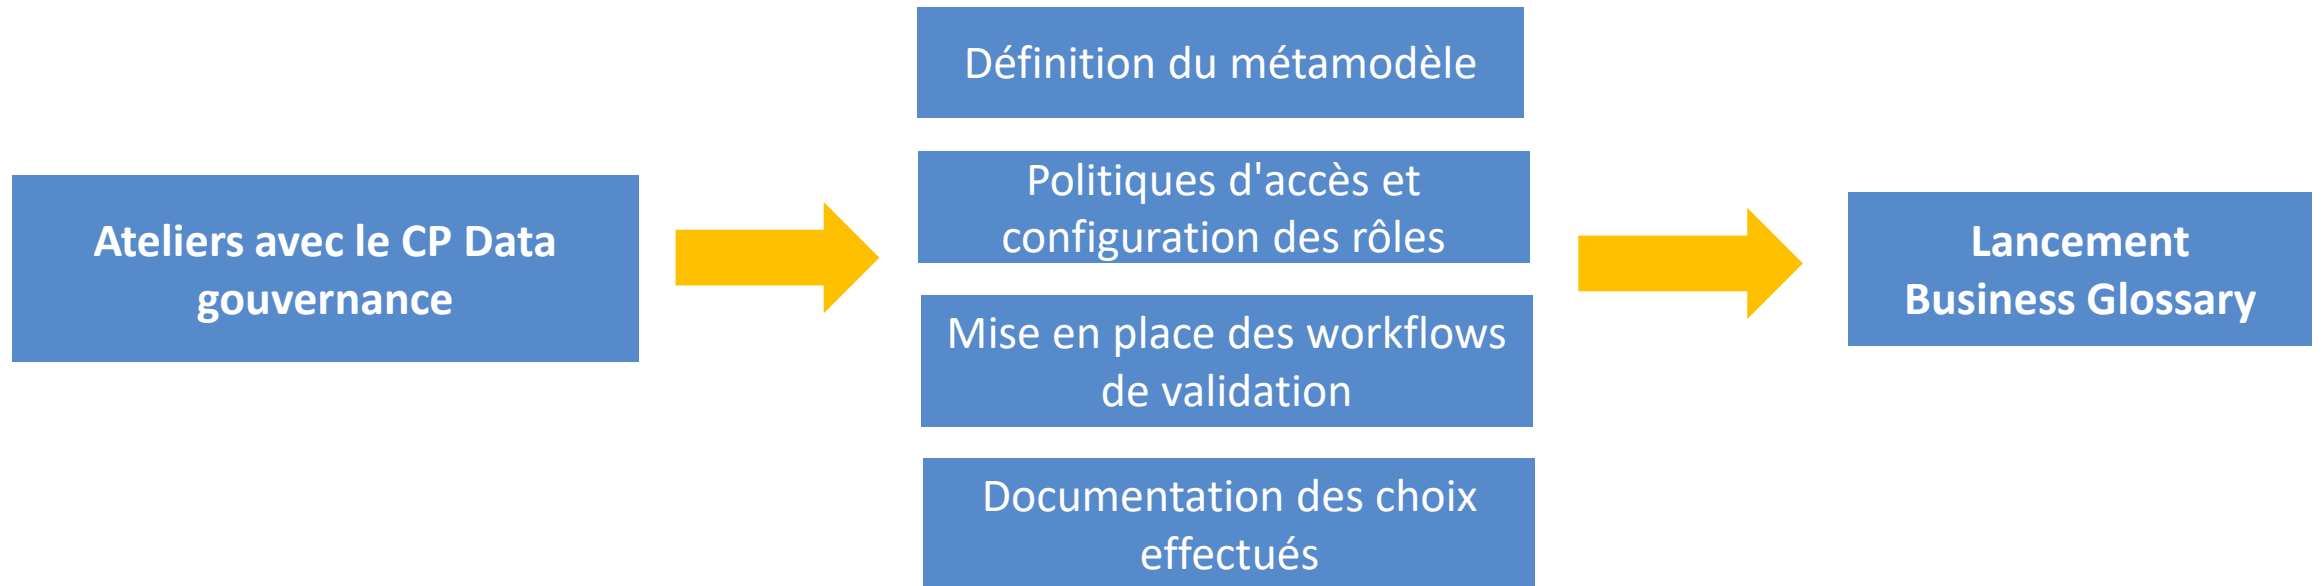 Ateliers avec le CP Data
gouvernance
Définition du métamodèle
Politiques d'accès et
configuration des rôles
Mise en place des workflows
de validation
Documentation des choix
effectués
Lancement
Business Glossary